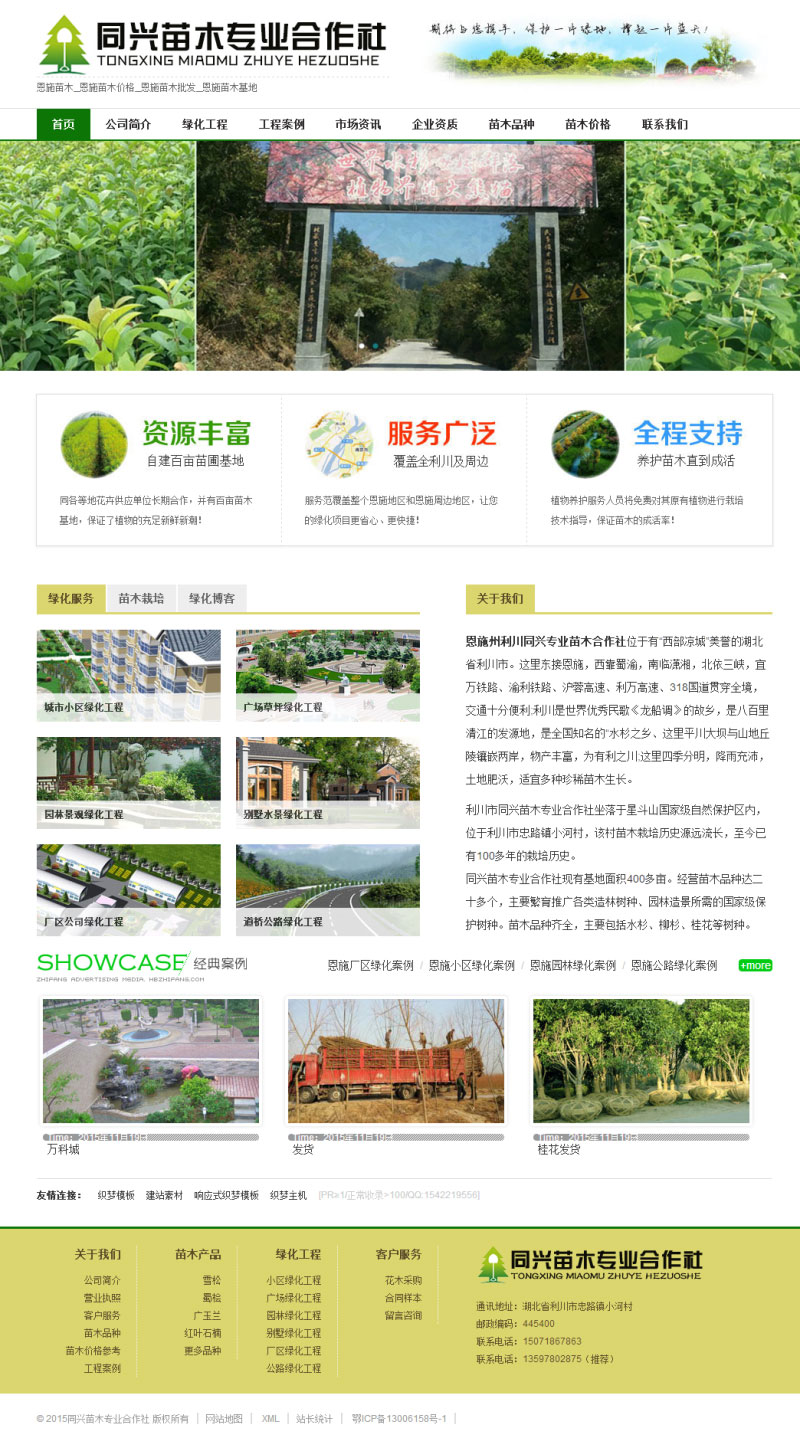 同兴苗木专业合作社
TONGXING MIAOMU ZHUYE HEZUOSHE
期待与您携手，保护一片绿地，撑起一片蓝天！
恩施苗木_恩施苗木价格_恩施苗木批发_恩施苗木基地
首页 公司简介 绿化工程 工程案例 市场资讯 企业资质 苗木品种 苗木价格 联系我们
资源丰富
自建百亩苗圃基地
同各等地花卉供应单位长期合作，并有百亩苗木
基地，保证了植物的充足新鲜新潮！
服务广泛
覆盖全利川及周边
服务范覆盖整个恩施地区和恩施周边地区，让您
的绿化项目更省心、更快捷！
全程支持
养护苗木直到成活
植物养护服务人员将免费对其原有植物进行栽培
技术指导，保证苗木的成活率！
绿化服务 苗木栽培 绿化博客
城市小区绿化工程 广场草坪绿化工程
园林景观绿化工程 别墅水景绿化工程
厂区公司绿化工程 道桥公路绿化工程
关于我们
恩施州利川同兴专业苗木合作社位于有“西部凉城”美誉的湖北
省利川市。这里东接恩施，西靠蜀渝，南临潇湘，北依三峡，宜
万铁路、渝利铁路、沪蓉高速、利万高速、318国道贯穿全境，
交通十分便利;利川是世界优秀民歌《龙船调》的故乡，是八百里
清江的发源地，是全国知名的“水杉之乡、这里平川大坝与山地丘
陵镶嵌两岸，物产丰富，为有利之川;这里四季分明，降雨充沛，
土地肥沃，适宜多种珍稀苗木生长。
利川市同兴苗木专业合作社坐落于星斗山国家级自然保护区内，
位于利川市忠路镇小河村，该村苗木栽培历史源远流长，至今已
有100多年的栽培历史。
同兴苗木专业合作社现有基地面积400多亩。经营苗木品种达二
十多个，主要繁育推广各类造林树种、园林造景所需的国家级保
护树种。苗木品种齐全，主要包括水杉、柳杉、桂花等树种。
SHOWCASE 经典案例
ZHIPANG ADVERTISING MEDIA. HBZHIPANG.COM
恩施厂区绿化案例 / 恩施小区绿化案例 / 恩施园林绿化案例 / 恩施公路绿化案例 +more
Time：2015年11月19日 Time：2015年11月19日 Time：2015年11月19日
万科城 发货 桂花发货
友情连接： 织梦模板 建站素材 响应式织梦模板 织梦主机 [PR≥1/正常收录>100/QQ:1542219556]
关于我们
公司简介
营业执照
客户服务
苗木品种
苗木价格参考
工程案例
苗木产品
雪松
蜀桧
广玉兰
红叶石楠
更多品种
绿化工程
小区绿化工程
广场绿化工程
园林绿化工程
别墅绿化工程
厂区绿化工程
公路绿化工程
客户服务
花木采购
合同样本
留言咨询
同兴苗木专业合作社
TONGXING MIAOMU ZHUYE HEZUOSHE
通讯地址：湖北省利川市忠路镇小河村
邮政编码：445400
联系电话：15071867863
联系电话：13597802875（推荐）
© 2015同兴苗木专业合作社 版权所有 | 网站地图 | XML | 站长统计 | 鄂ICP备13006158号-1 |